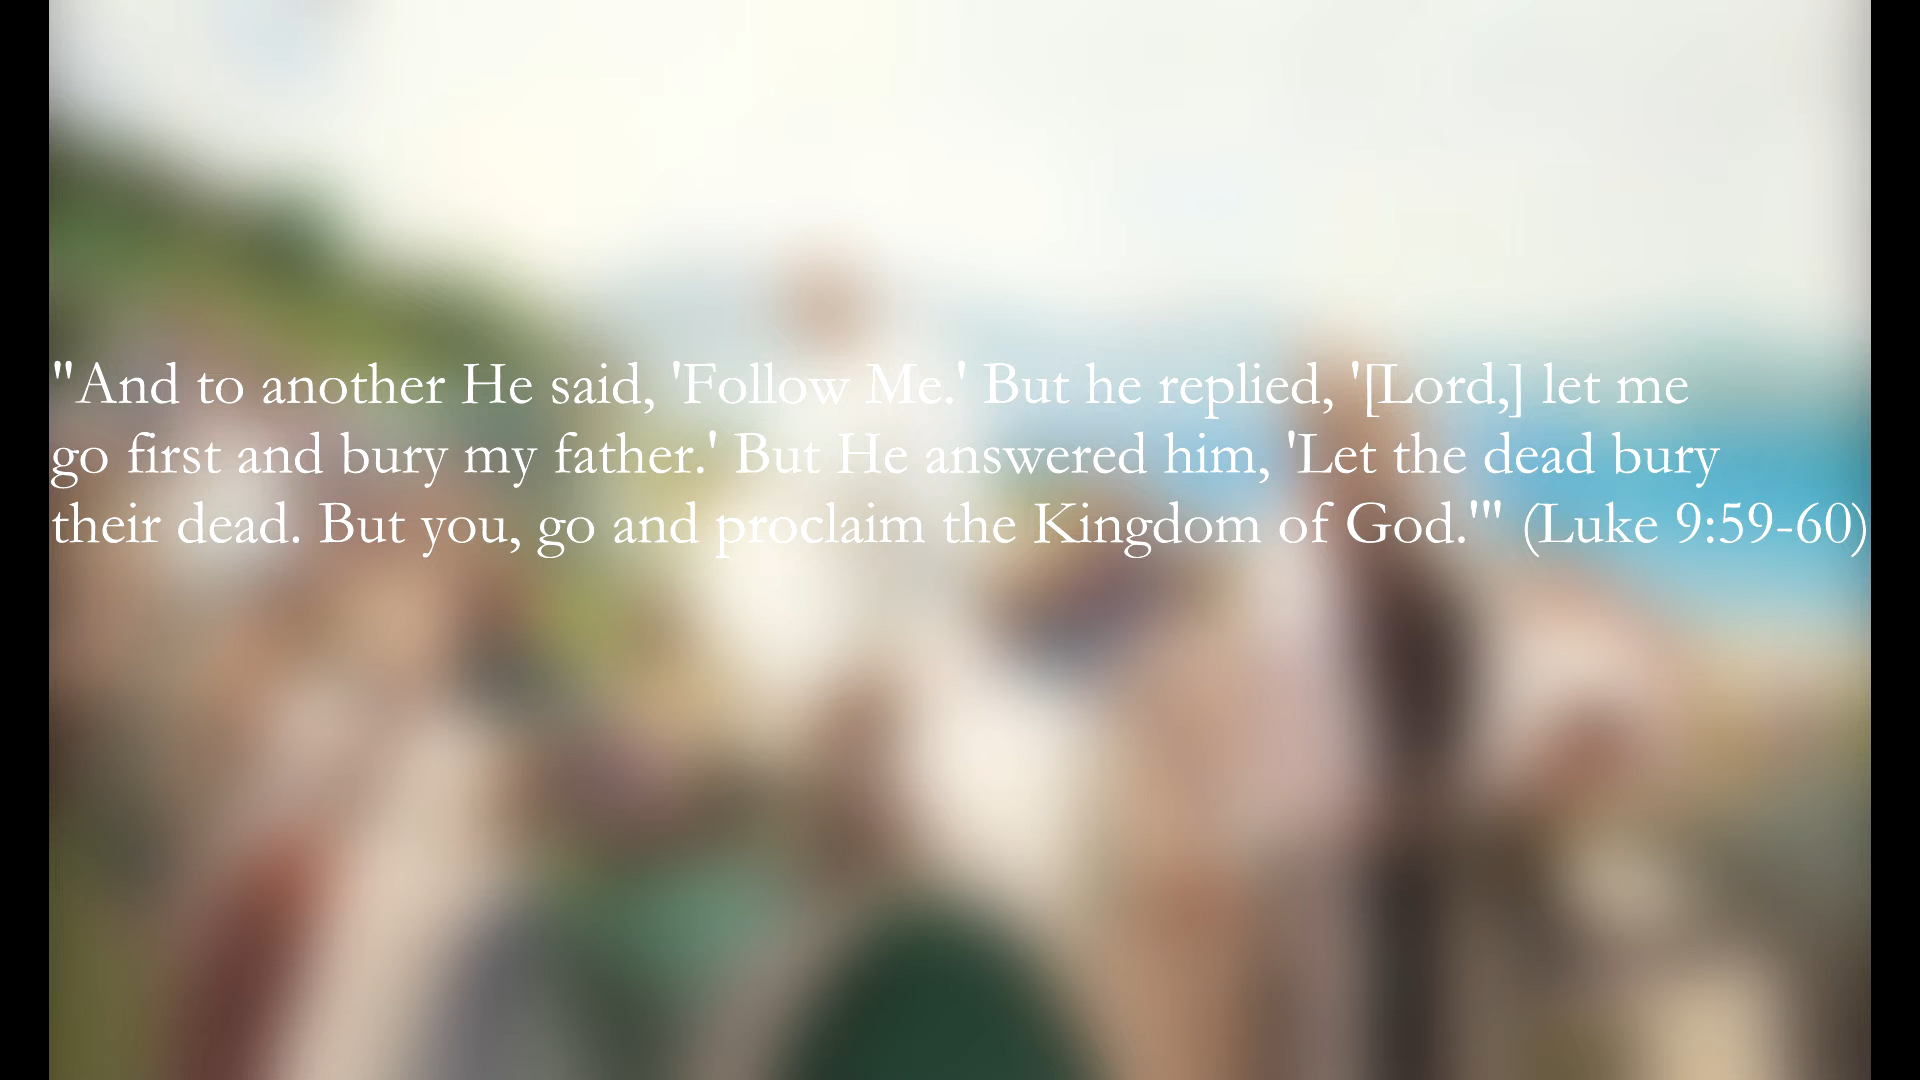 "And to another He said, 'Follow Me.' But he replied, '[Lord,] let me
go first and bury my father.' But He answered him, 'Let the dead bury
their dead. But you, go and proclaim the Kingdom of God.'" (Luke 9:59-60)